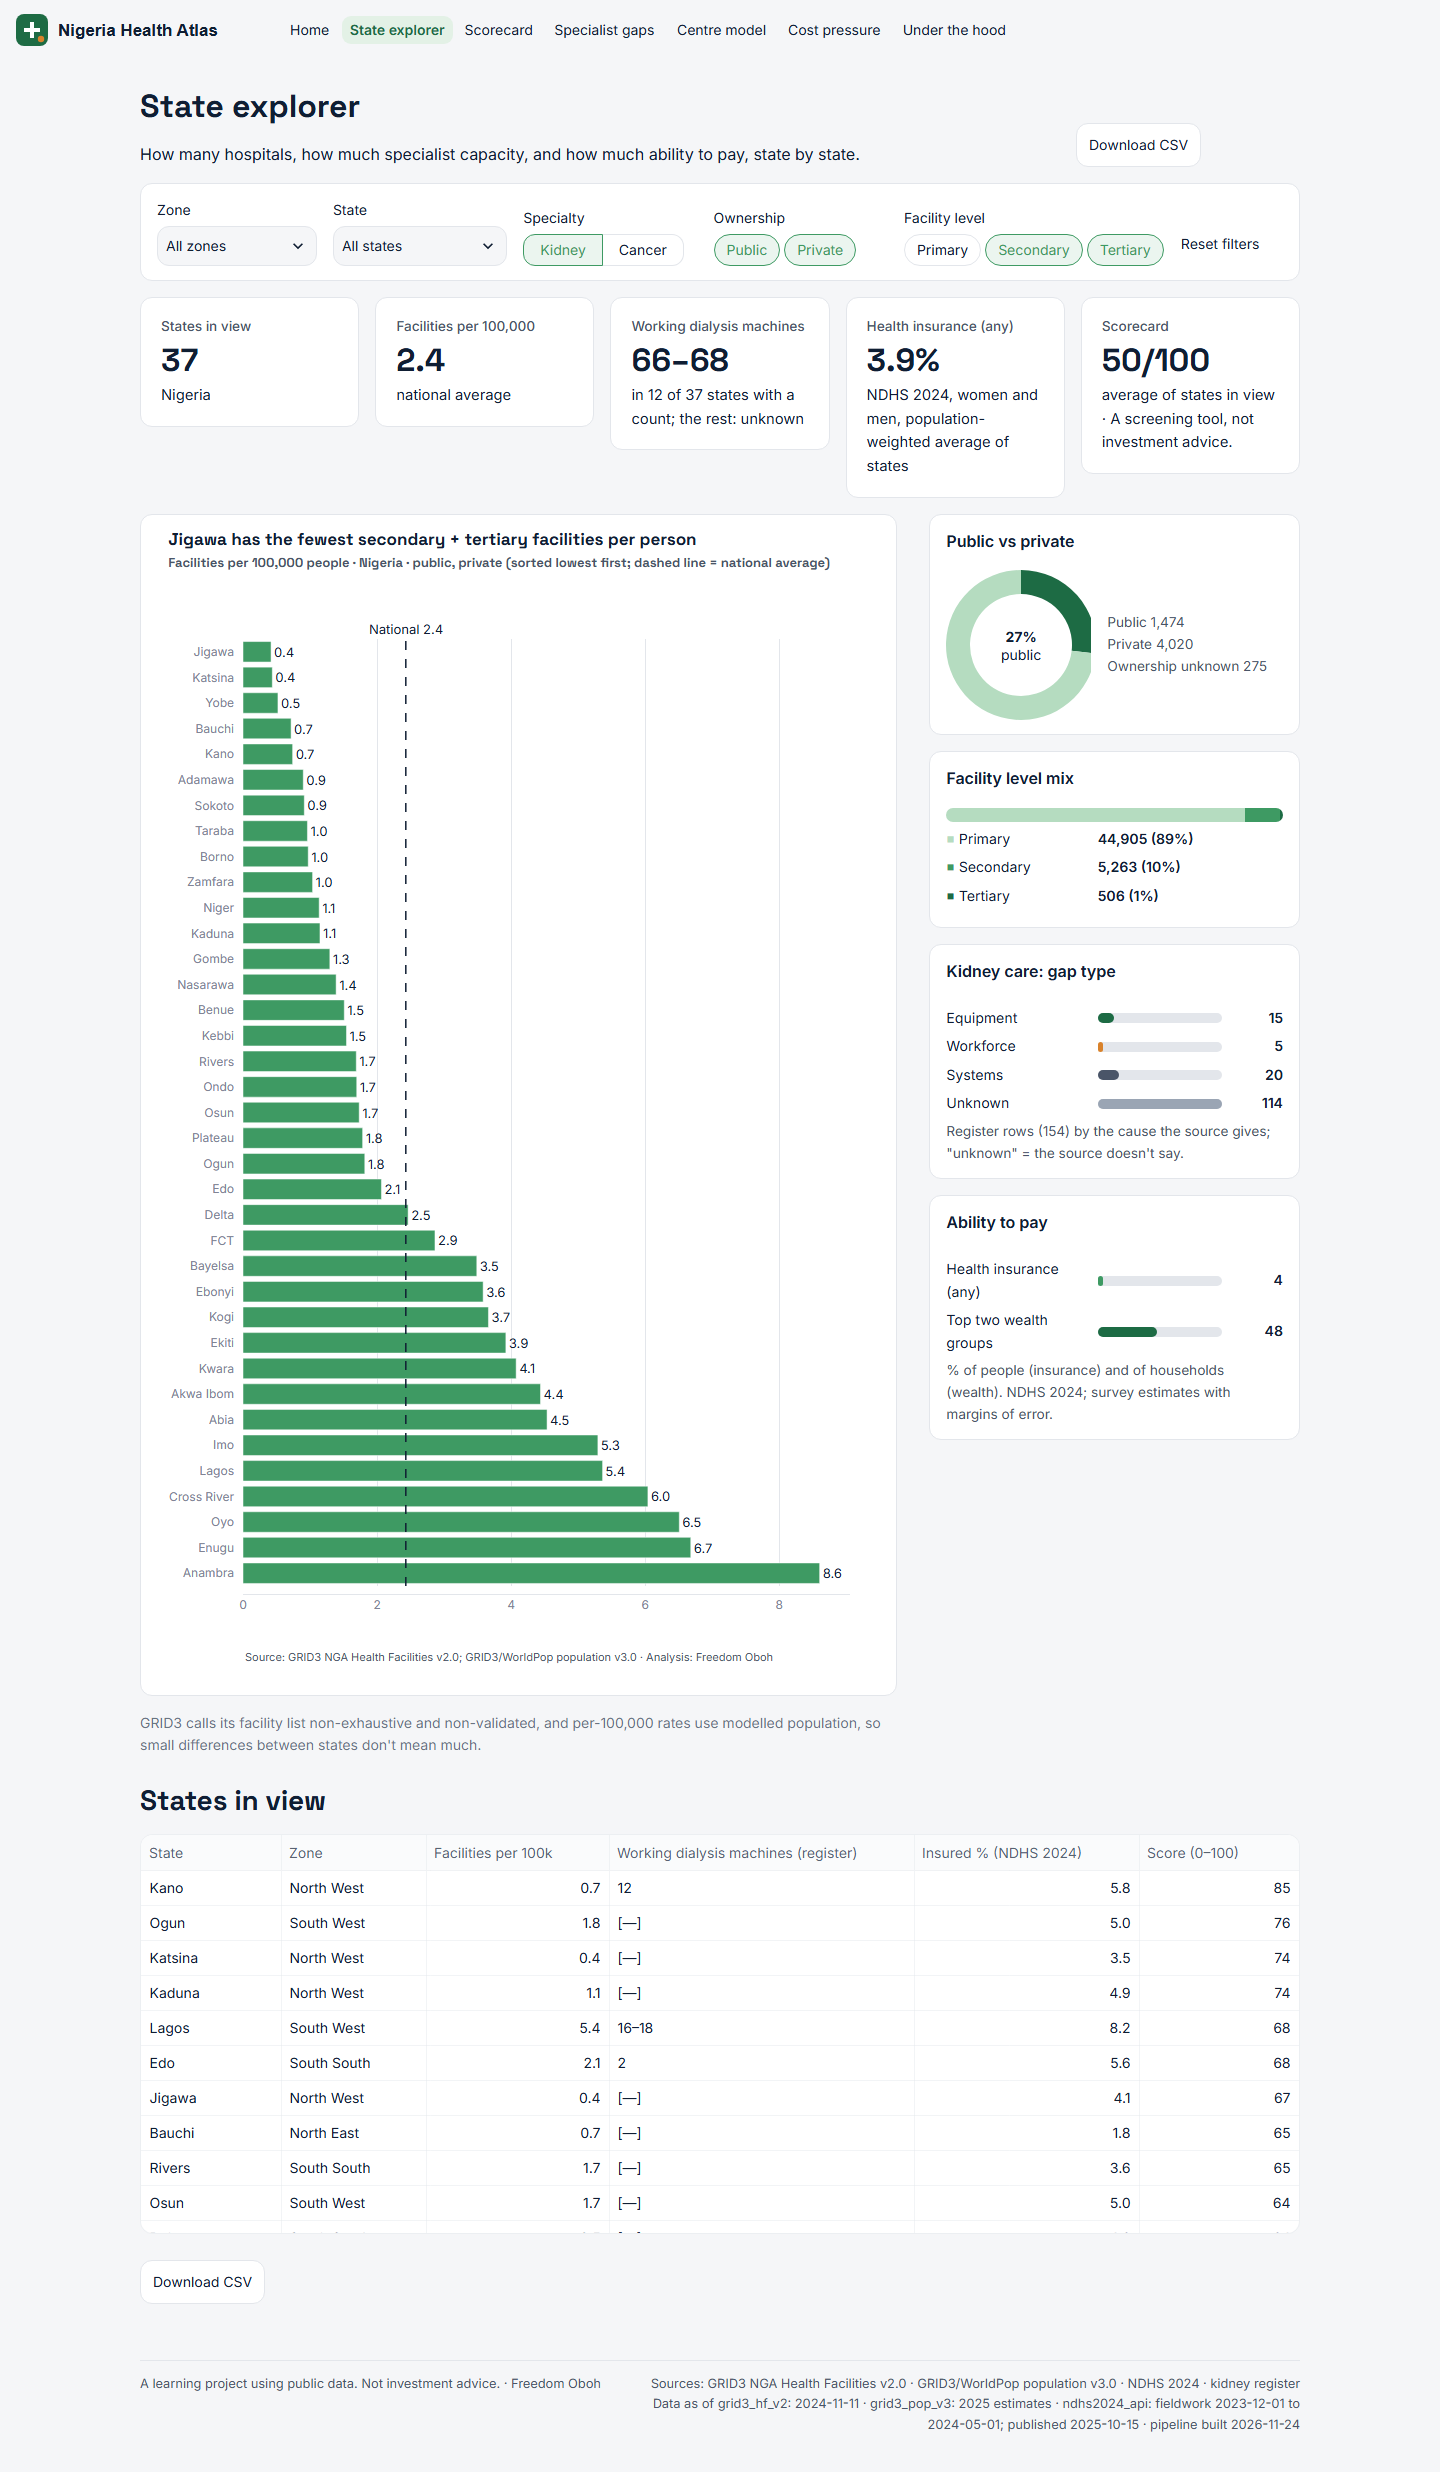 Nigeria Health Atlas
Home State explorer Scorecard Specialist gaps Centre model Cost pressure Under the hood
State explorer
How many hospitals, how much specialist capacity, and how much ability to pay, state by state.
Download CSV
Zone
All zones
State
All states
Specialty
Kidney Cancer
Ownership
Public Private
Facility level
Primary Secondary Tertiary
Reset filters
States in view
37
Nigeria
Facilities per 100,000
2.4
national average
Working dialysis machines
66–68
in 12 of 37 states with a
count; the rest: unknown
Health insurance (any)
3.9%
NDHS 2024, women and
men, population-
weighted average of
states
Scorecard
50/100
average of states in view
· A screening tool, not
investment advice.
Jigawa has the fewest secondary + tertiary facilities per person
Facilities per 100,000 people · Nigeria · public, private (sorted lowest first; dashed line = national average)
National 2.4
Jigawa 0.4
Katsina 0.4
Yobe 0.5
Bauchi 0.7
Kano 0.7
Adamawa 0.9
Sokoto 0.9
Taraba 1.0
Borno 1.0
Zamfara 1.0
Niger 1.1
Kaduna 1.1
Gombe 1.3
Nasarawa 1.4
Benue 1.5
Kebbi 1.5
Rivers 1.7
Ondo 1.7
Osun 1.7
Plateau 1.8
Ogun 1.8
Edo 2.1
Delta 2.5
FCT 2.9
Bayelsa 3.5
Ebonyi 3.6
Kogi 3.7
Ekiti 3.9
Kwara 4.1
Akwa Ibom 4.4
Abia 4.5
Imo 5.3
Lagos 5.4
Cross River 6.0
Oyo 6.5
Enugu 6.7
Anambra 8.6
0 2 4 6 8
Source: GRID3 NGA Health Facilities v2.0; GRID3/WorldPop population v3.0 · Analysis: Freedom Oboh
Public vs private
27%
public
Public 1,474
Private 4,020
Ownership unknown 275
Facility level mix
Primary 44,905 (89%)
Secondary 5,263 (10%)
Tertiary 506 (1%)
Kidney care: gap type
Equipment 15
Workforce 5
Systems 20
Unknown 114
Register rows (154) by the cause the source gives;
"unknown" = the source doesn't say.
Ability to pay
Health insurance
(any) 4
Top two wealth
groups 48
% of people (insurance) and of households
(wealth). NDHS 2024; survey estimates with
margins of error.
GRID3 calls its facility list non-exhaustive and non-validated, and per-100,000 rates use modelled population, so
small differences between states don't mean much.
States in view
State Zone Facilities per 100k Working dialysis machines (register) Insured % (NDHS 2024) Score (0–100)
Kano North West 0.7 12 5.8 85
Ogun South West 1.8 [—] 5.0 76
Katsina North West 0.4 [—] 3.5 74
Kaduna North West 1.1 [—] 4.9 74
Lagos South West 5.4 16–18 8.2 68
Edo South South 2.1 2 5.6 68
Jigawa North West 0.4 [—] 4.1 67
Bauchi North East 0.7 [—] 1.8 65
Rivers South South 1.7 [—] 3.6 65
Osun South West 1.7 [—] 5.0 64
Download CSV
A learning project using public data. Not investment advice. · Freedom Oboh
Sources: GRID3 NGA Health Facilities v2.0 · GRID3/WorldPop population v3.0 · NDHS 2024 · kidney register
Data as of grid3_hf_v2: 2024-11-11 · grid3_pop_v3: 2025 estimates · ndhs2024_api: fieldwork 2023-12-01 to
2024-05-01; published 2025-10-15 · pipeline built 2026-11-24